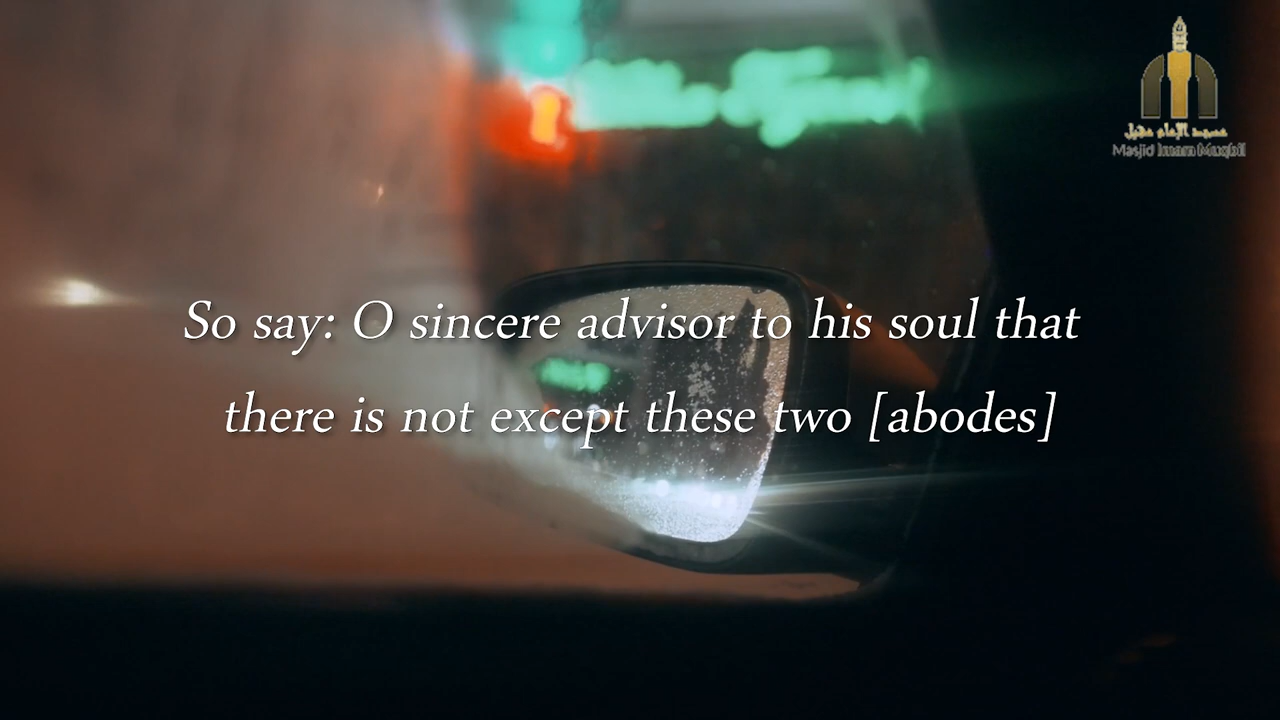 مسجد الإمام مقبل
Masjid Imam Muqbil
So say: O sincere advisor to his soul that
there is not except these two [abodes]